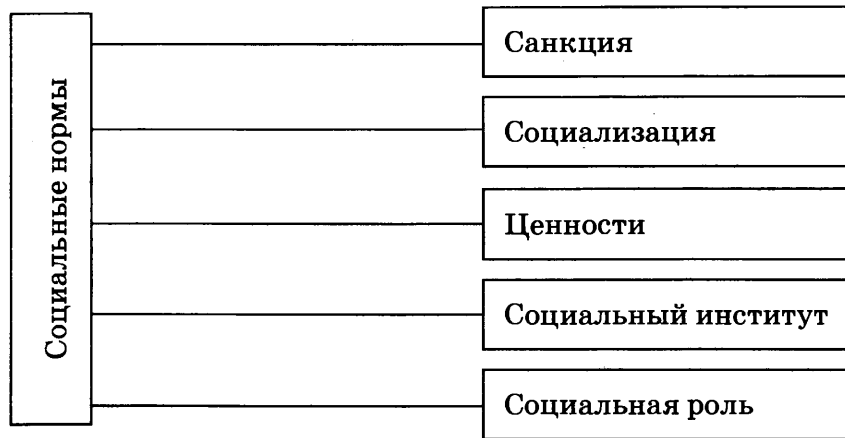 Социальные нормы
Санкция
Социализация
Ценности
Социальный институт
Социальная роль